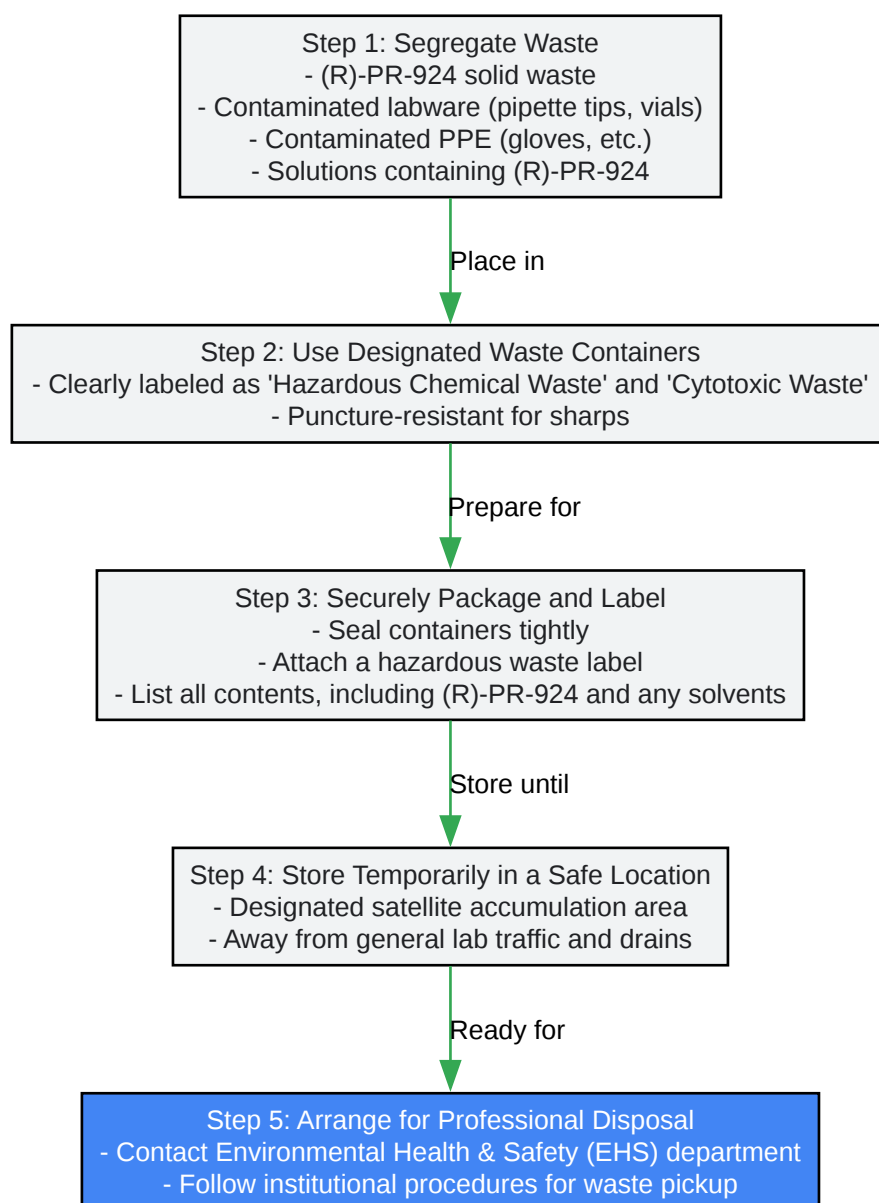 Step 1: Segregate Waste
- (R)-PR-924 solid waste
- Contaminated labware (pipette tips, vials)
- Contaminated PPE (gloves, etc.)
- Solutions containing (R)-PR-924
Place in
Step 2: Use Designated Waste Containers
- Clearly labeled as 'Hazardous Chemical Waste' and 'Cytotoxic Waste'
- Puncture-resistant for sharps
Prepare for
Step 3: Securely Package and Label
- Seal containers tightly
- Attach a hazardous waste label
- List all contents, including (R)-PR-924 and any solvents
Store until
Step 4: Store Temporarily in a Safe Location
- Designated satellite accumulation area
- Away from general lab traffic and drains
Ready for
Step 5: Arrange for Professional Disposal
- Contact Environmental Health & Safety (EHS) department
- Follow institutional procedures for waste pickup